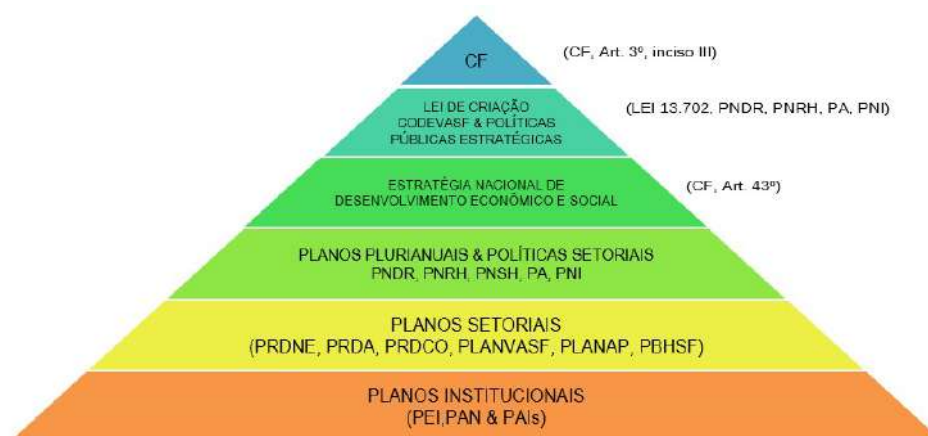 CF
(CF, Art. 3º, inciso III)
LEI DE CRIAÇÃO
CODEVASF & POLÍTICAS
PÚBLICAS ESTRATÉGICAS
(LEI 13.702, PNDR, PNRH, PA, PNI)
ESTRATÉGIA NACIONAL DE
DESENVOLVIMENTO ECONÔMICO E SOCIAL
(CF, Art. 43º)
PLANOS PLURIANUAIS & POLÍTICAS SETORIAIS
PNDR, PNRH, PNSH, PA, PNI
PLANOS SETORIAIS
(PRDNE, PRDA, PRDCO, PLANVASF, PLANAP, PBHSF)
PLANOS INSTITUCIONAIS
(PEI,PAN & PAIs)